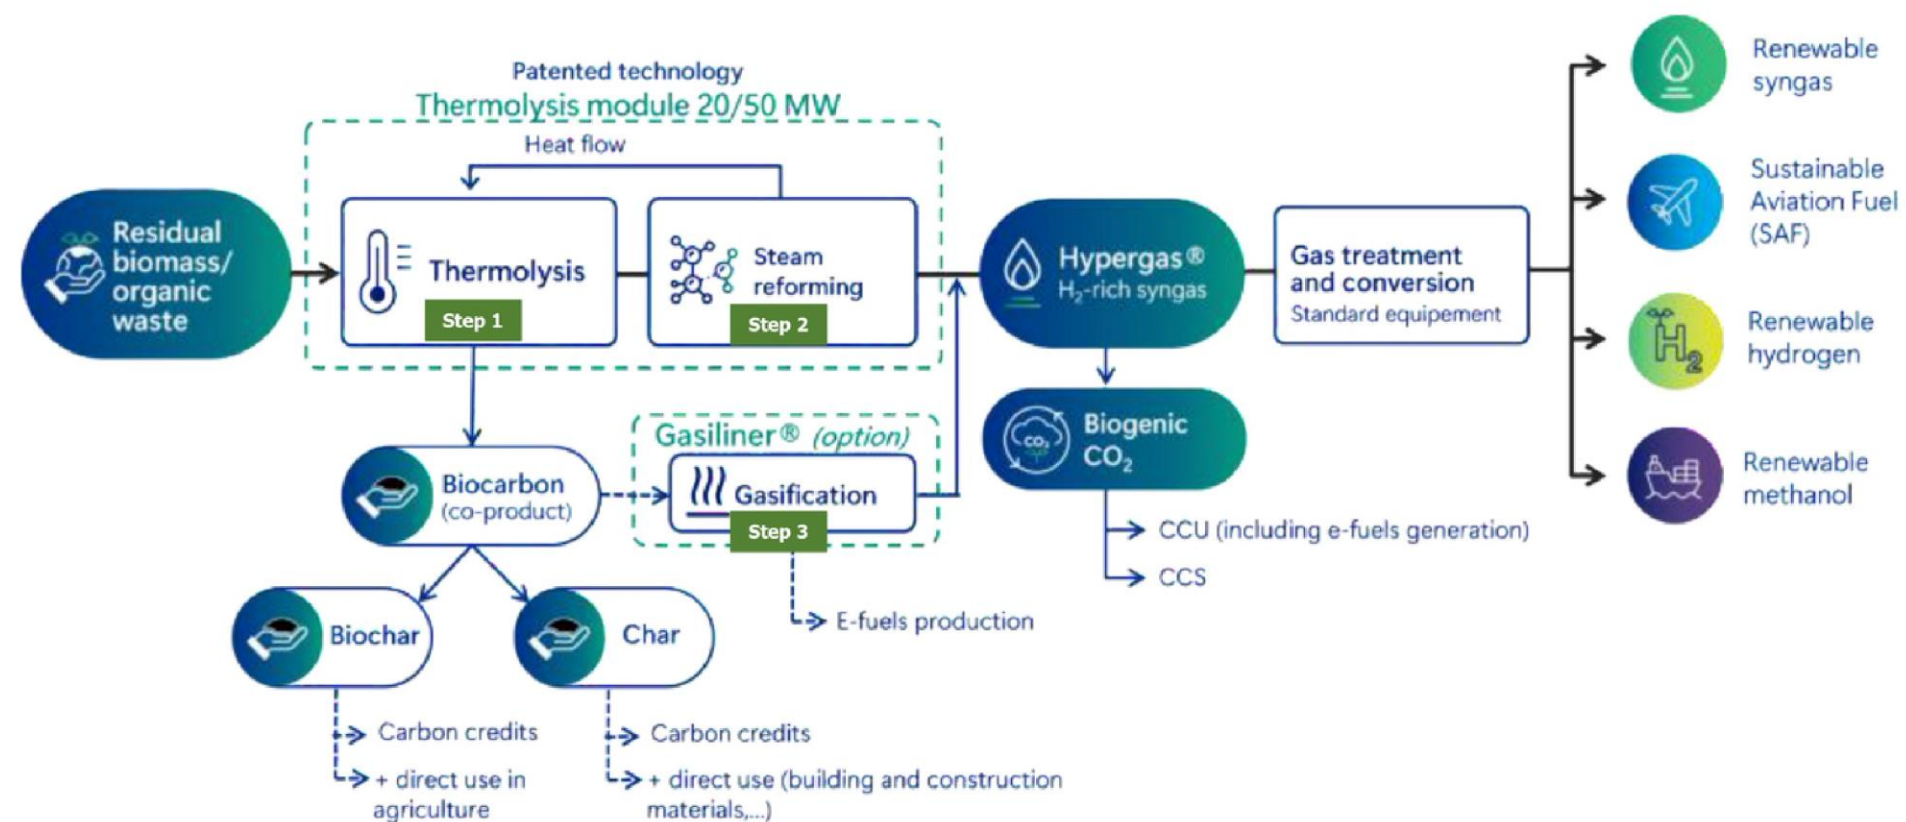 Patented technology
Thermolysis module 20/50 MW
Heat flow
Residual
biomass/
organic
waste
Thermolysis
Step 1
Steam
reforming
Step 2
Hypergas®
H₂-rich syngas
Gas treatment
and conversion
Standard equipement
Renewable
syngas
Sustainable
Aviation Fuel
(SAF)
H2
Renewable
hydrogen
Renewable
methanol
Biocarbon
(co-product)
Gasiliner® (option)
Gasification
Step 3
E-fuels production
CO₂
Biogenic
CO₂
CCU (including e-fuels generation)
CCS
Biochar
Carbon credits
+ direct use in
agriculture
Char
Carbon credits
+ direct use (building and construction
materials,...)